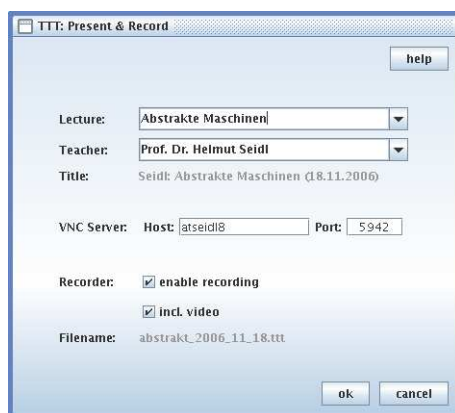 TTT: Present & Record
help
Lecture: Abstrakte Maschinen
Teacher: Prof. Dr. Helmut Seidl
Title: Seidl: Abstrakte Maschinen (18.11.2006)
VNC Server: Host: atseidl8 Port: 5942
Recorder: enable recording
incl. video
Filename: abstrakt_2006_11_18.ttt
ok cancel